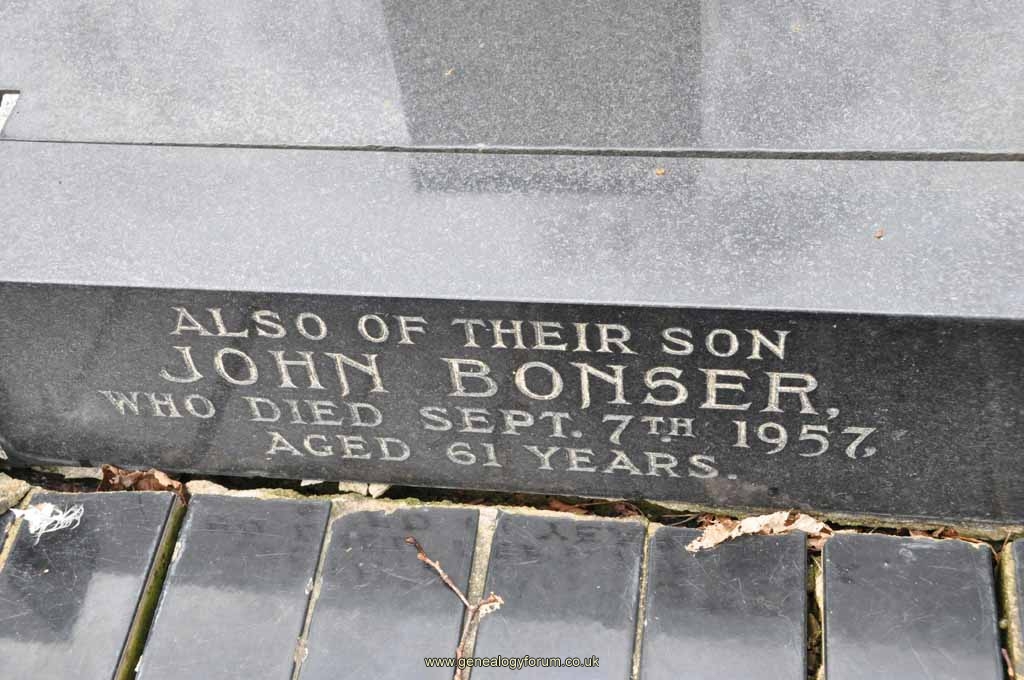 ALSO OF THEIR SON
JOHN BONSER,
WHO DIED SEPT. 7TH 1957,
AGED 61 YEARS.
www.genealogyforum.co.uk